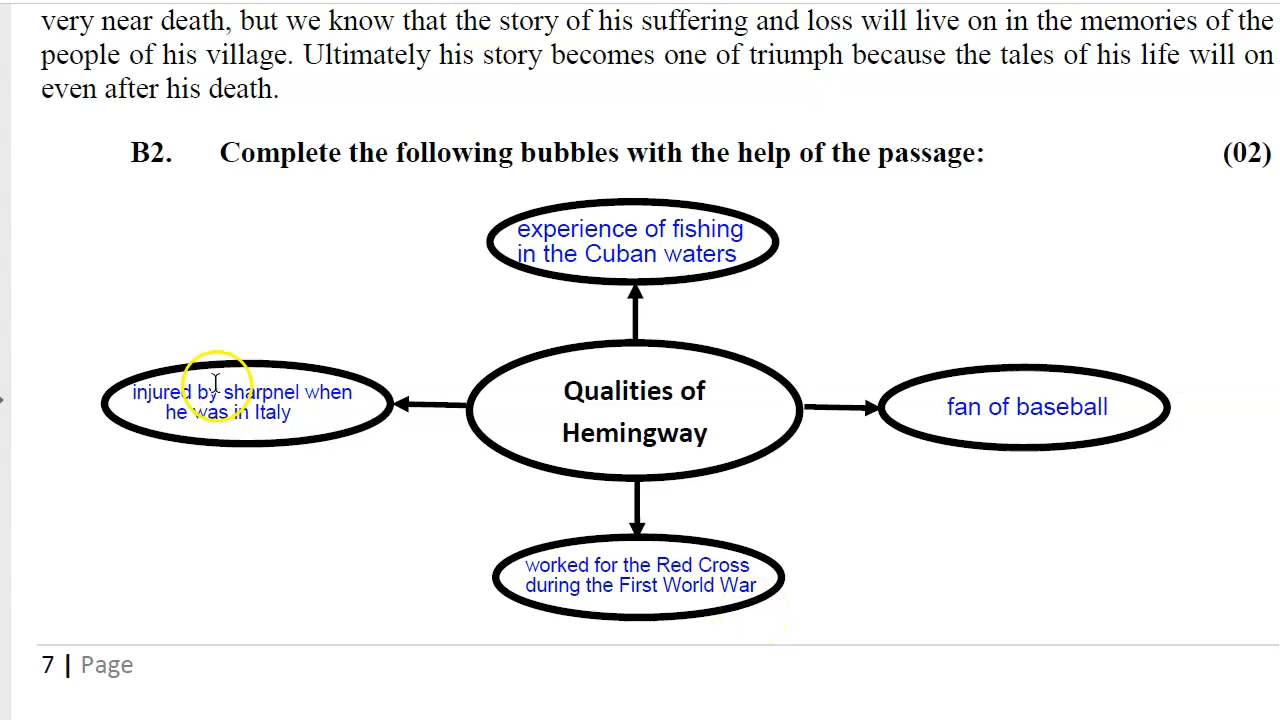 very near death, but we know that the story of his suffering and loss will live on in the memories of the
people of his village. Ultimately his story becomes one of triumph because the tales of his life will on
even after his death.
B2. Complete the following bubbles with the help of the passage: (02)
experience of fishing
in the Cuban waters
injured by sharpnel when
he was in Italy
Qualities of
Hemingway
fan of baseball
worked for the Red Cross
during the First World War
7 | Page